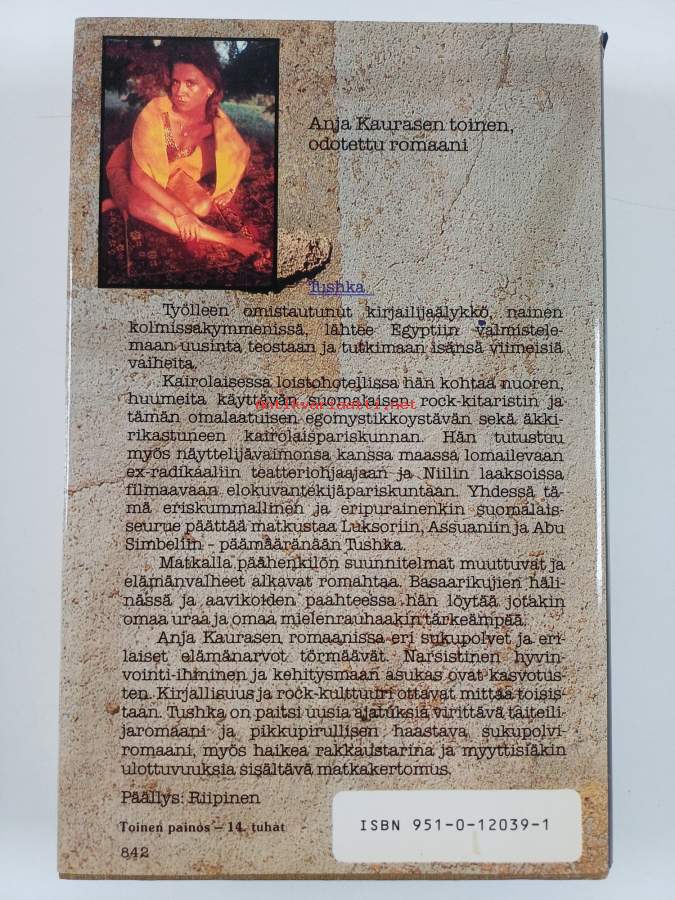 Anja Kaurasen toinen,
odotettu romaani
Tushka
Työlleen omistautunut kirjailijaälykkö, nainen
kolmissakymmenissä, lähtee Egyptiin valmistele-
maan uusinta teostaan ja tutkimaan isänsä viimeisiä
vaiheita.
Kairolaisessa loistohotellissa hän kohtaa nuoren,
huumeita käyttävän suomalaisen rock-kitaristin ja
antikvariaatti.net
tämän omalaatuisen egomystikkoystävän sekä äkki-
rikastuneen kairolaispariskunnan. Hän tutustuu
myös näyttelijävaimonsa kanssa maassa lomailevaan
ex-radikaaliin teatteriohjaajaan ja Niilin laaksoissa
filmaavaan elokuvantekijäpariskuntaan. Yhdessä tä-
mä eriskummallinen ja eripurainenkin suomalais-
seurue päättää matkustaa Luksoriin, Assuaniin ja Abu
Simbeliin - päämääränään Tushka.
Matkalla päähenkilön suunnitelmat muuttuvat ja
elämänvalheet alkavat romahtaa. Basaarikujien häli-
nässä ja aavikoiden paahteessa hän löytää jotakin
omaa uraa ja omaa mielenrauhaakin tärkeämpää.
Anja Kaurasen romaanissa eri sukupolvet ja eri-
laiset elämänarvot törmäävät. Narsistinen hyvin-
vointi-ihminen ja kehitysmaan asukas ovat kasvotus-
ten. Kirjallisuus ja rock-kulttuuri ottavat mittaa toisis-
taan. Tushka on paitsi uusia ajatuksia virittävä taiteili-
jaromaani ja pikkupirullisen haastava sukupolvi-
romaani, myös haikea rakkaustarina ja myyttisiäkin
ulottuvuuksia sisältävä matkakertomus.
Päällys: Riipinen
Toinen painos – 14. tuhat
842
ISBN 951-0-12039-1